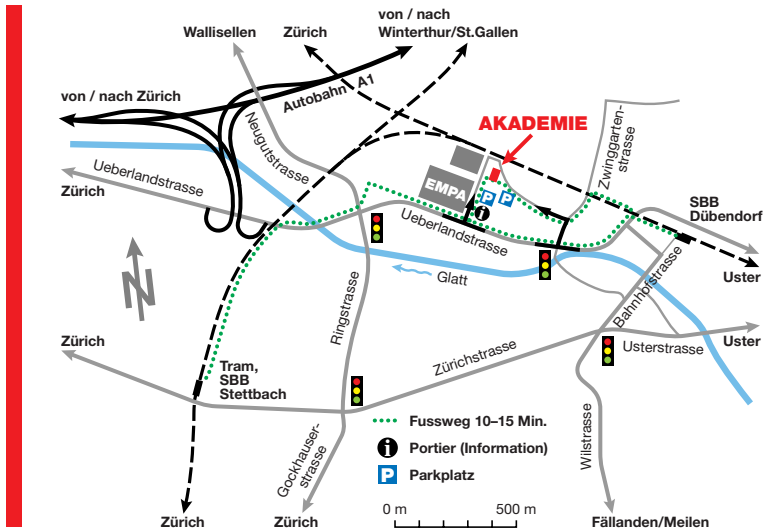 Wallisellen
Zürich
von / nach
Winterthur/St.Gallen
von / nach Zürich
Autobahn A1
AKADEMIE
Zwinggarten-
strasse
Neugutstrasse
Ueberlandstrasse
Zürich
EMPA
P
P
i
Ueberlandstrasse
SBB
Dübendorf
Uster
N
Glatt
Ringstrasse
Bahnhofstrasse
Zürich
Zürichstrasse
Usterstrasse
Uster
Tram,
SBB
Stettbach
Gockhauser-
strasse
Wilstrasse
Fussweg 10–15 Min.
i Portier (Information)
P Parkplatz
0 m
500 m
Zürich
Zürich
Fällanden/Meilen